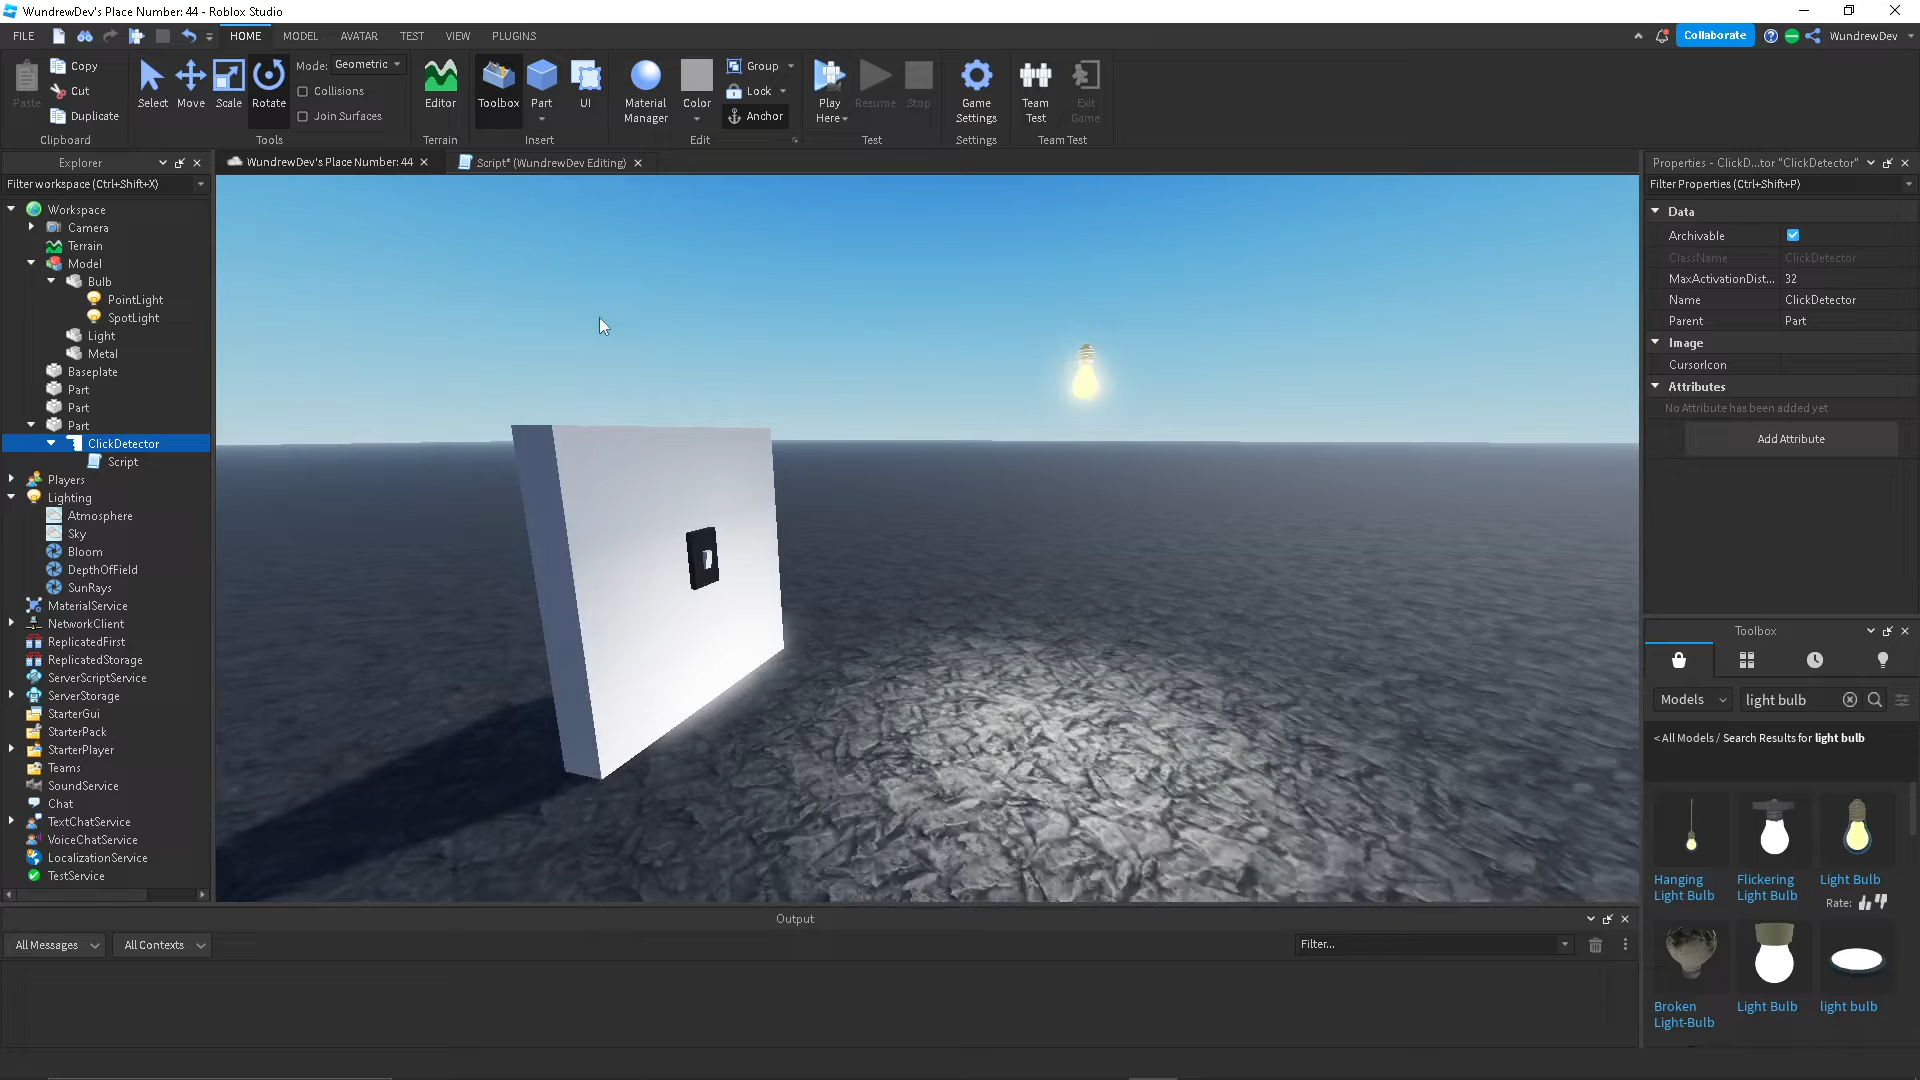 WundrewDev's Place Number: 44 - Roblox Studio
FILE HOME MODEL AVATAR TEST VIEW PLUGINS Collaborate WundrewDev
Paste
Copy
Cut
Duplicate
Clipboard
Select
Move
Scale
Rotate
Mode: Geometric
Collisions
Join Surfaces
Tools
Editor
Terrain
Toolbox
Part
UI
Insert
Material Manager
Color
Group
Lock
Anchor
Edit
Play Here
Resume
Stop
Test
Game Settings
Settings
Team Test
Exit Game
Team Test
Explorer
Filter workspace (Ctrl+Shift+X)
Workspace
Camera
Terrain
Model
Bulb
PointLight
SpotLight
Light
Metal
Baseplate
Part
Part
Part
ClickDetector
Script
Players
Lighting
Atmosphere
Sky
Bloom
DepthOfField
SunRays
MaterialService
NetworkClient
ReplicatedFirst
ReplicatedStorage
ServerScriptService
ServerStorage
StarterGui
StarterPack
StarterPlayer
Teams
SoundService
Chat
TextChatService
VoiceChatService
LocalizationService
TestService
WundrewDev's Place Number: 44
Script* (WundrewDev Editing)
Properties - ClickD...tor "ClickDetector"
Filter Properties (Ctrl+Shift+P)
Data
Archivable
ClassName ClickDetector
MaxActivationDist... 32
Name ClickDetector
Parent Part
Image
CursorIcon
Attributes
No Attribute has been added yet
Add Attribute
Toolbox
Models light bulb
< All Models / Search Results for light bulb
Hanging Light Bulb
Flickering Light Bulb
Light Bulb
Rate:
Broken Light-Bulb
Light Bulb
light bulb
Output
All Messages All Contexts Filter...